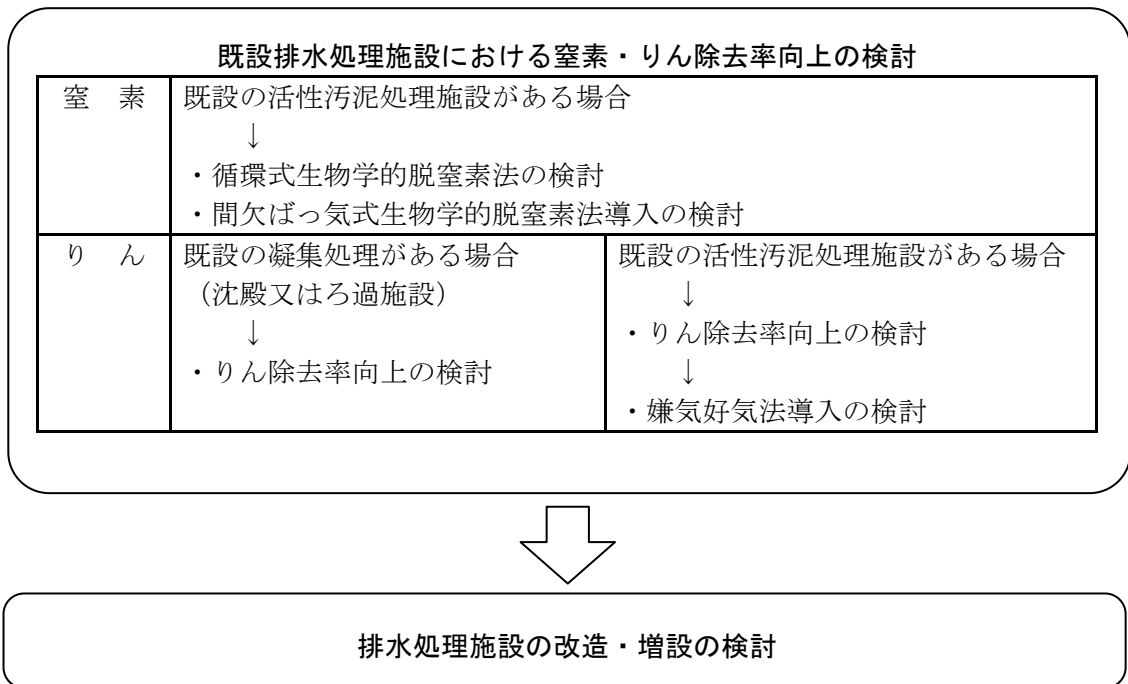 既設排水処理施設における窒素・りん除去率向上の検討
窒 素
既設の活性汚泥処理施設がある場合
↓
・循環式生物学的脱窒素法の検討
・間欠ばっ気式生物学的脱窒素法導入の検討
り ん
既設の凝集処理がある場合
（沈殿又はろ過施設）
↓
・りん除去率向上の検討
既設の活性汚泥処理施設がある場合
↓
・りん除去率向上の検討
↓
・嫌気好気法導入の検討
排水処理施設の改造・増設の検討